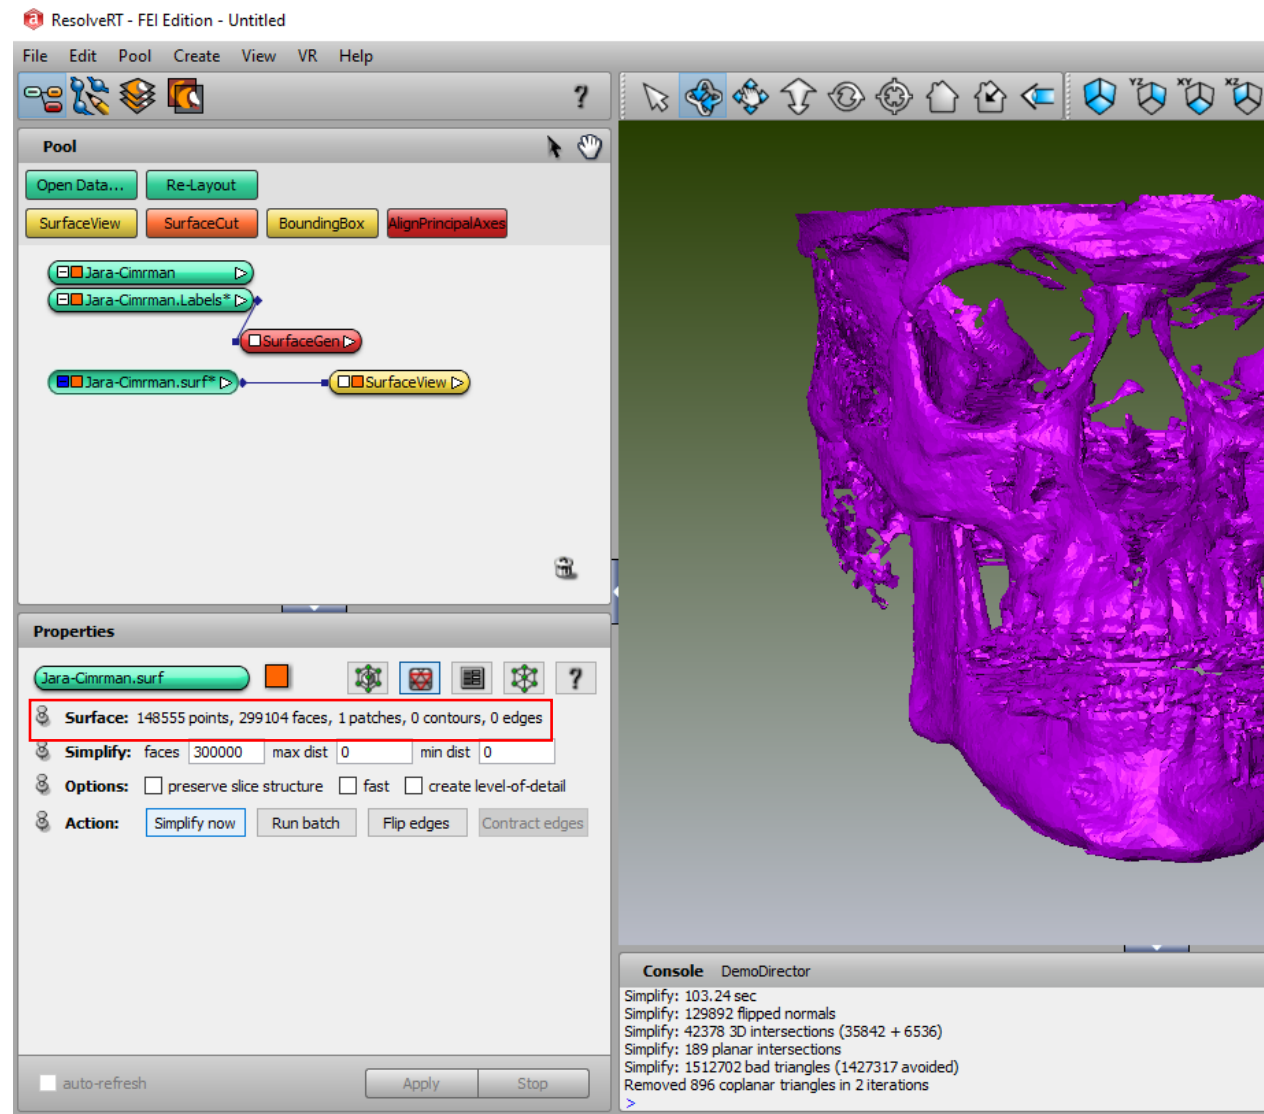 ResolveRT - FEI Edition - Untitled
File Edit Pool Create View VR Help
?
YZ XY XZ
Pool
Open Data... Re-Layout
SurfaceView SurfaceCut BoundingBox AlignPrincipalAxes
Jara-Cimrman
Jara-Cimrman.Labels*
SurfaceGen
Jara-Cimrman.surf* SurfaceView
Properties
Jara-Cimrman.surf ?
Surface: 148555 points, 299104 faces, 1 patches, 0 contours, 0 edges
Simplify: faces 300000 max dist 0 min dist 0
Options: preserve slice structure fast create level-of-detail
Action: Simplify now Run batch Flip edges Contract edges
auto-refresh Apply Stop
Console DemoDirector
Simplify: 103.24 sec
Simplify: 129892 flipped normals
Simplify: 42378 3D intersections (35842 + 6536)
Simplify: 189 planar intersections
Simplify: 1512702 bad triangles (1427317 avoided)
Removed 896 coplanar triangles in 2 iterations
>